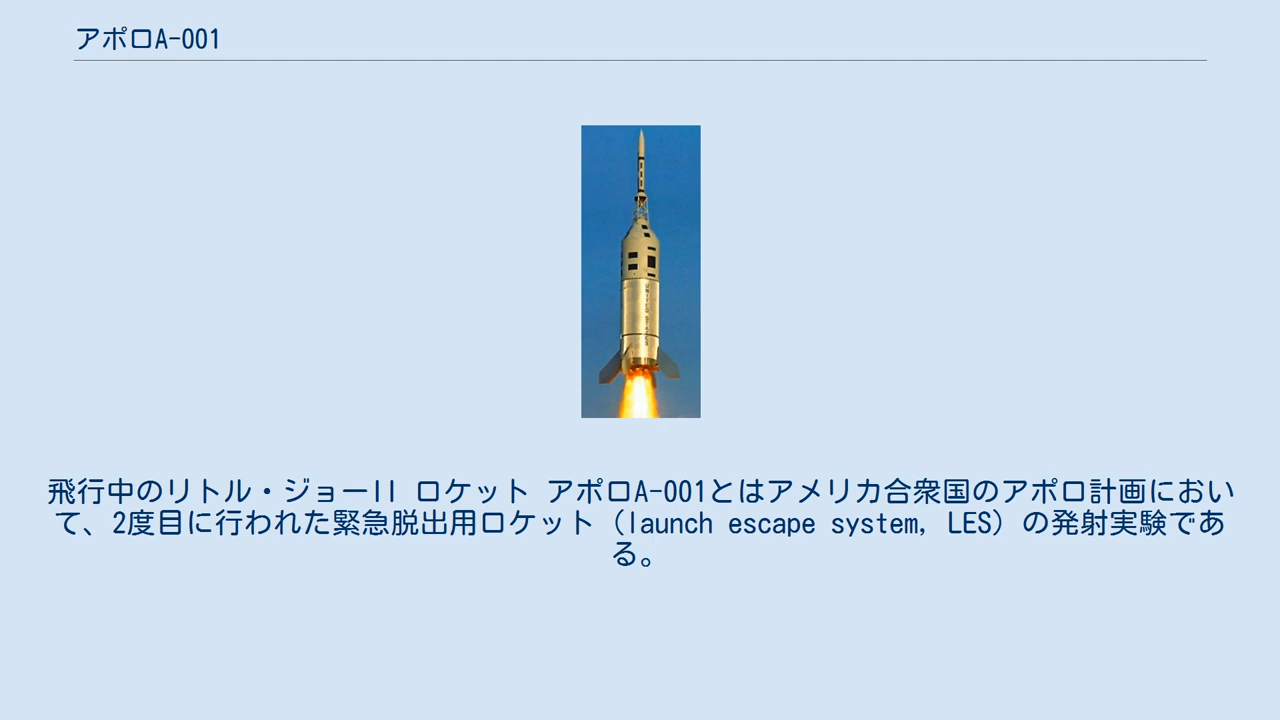 アポロA-001
UNITED STATES
飛行中のリトル・ジョーII ロケット アポロA-001とはアメリカ合衆国のアポロ計画におい
て、2度目に行われた緊急脱出用ロケット（launch escape system, LES）の発射実験であ
る。